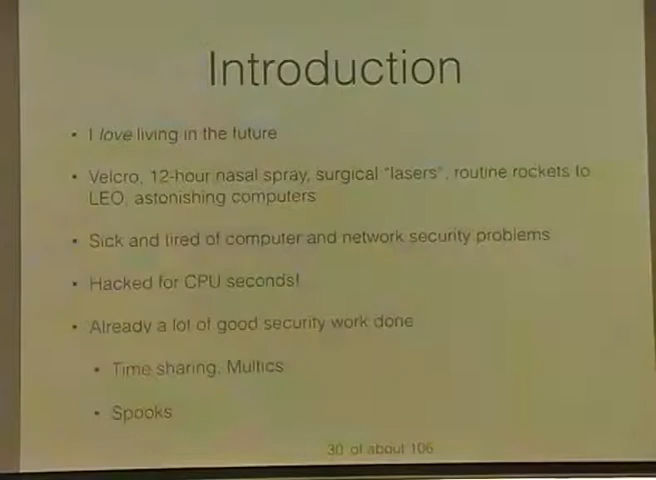 Introduction
• I love living in the future
• Velcro, 12-hour nasal spray, surgical "lasers", routine rockets to
LEO, astonishing computers
• Sick and tired of computer and network security problems
• Hacked for CPU seconds!
• Already a lot of good security work done
• Time sharing, Multics
• Spooks
30 of about 106